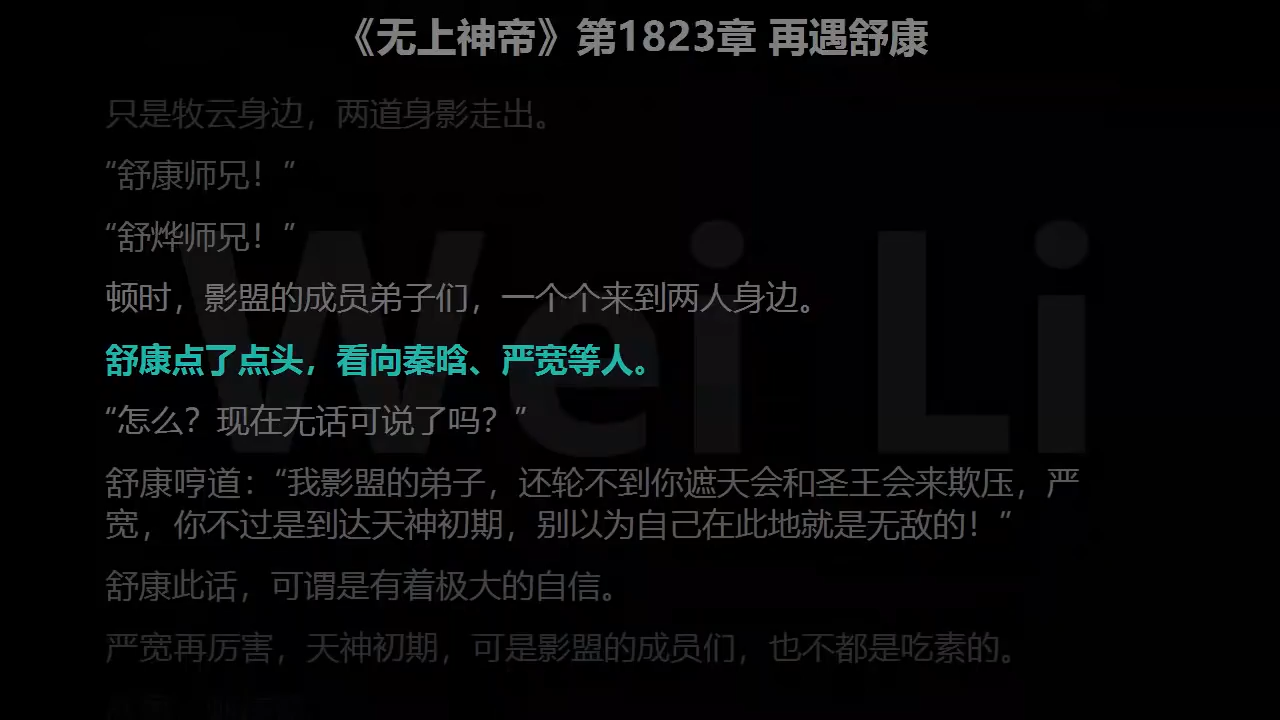 《无上神帝》第1823章 再遇舒康
只是牧云身边，两道身影走出。
“舒康师兄！”
“舒烨师兄！”
顿时，影盟的成员弟子们，一个个来到两人身边。
舒康点了点头，看向秦晗、严宽等人。
“怎么？现在无话可说了吗？”
舒康哼道：“我影盟的弟子，还轮不到你遮天会和圣王会来欺压，严
宽，你不过是到达天神初期，别以为自己在此地就是无敌的！”
舒康此话，可谓是有着极大的自信。
严宽再厉害，天神初期，可是影盟的成员们，也不都是吃素的。
Wei Li